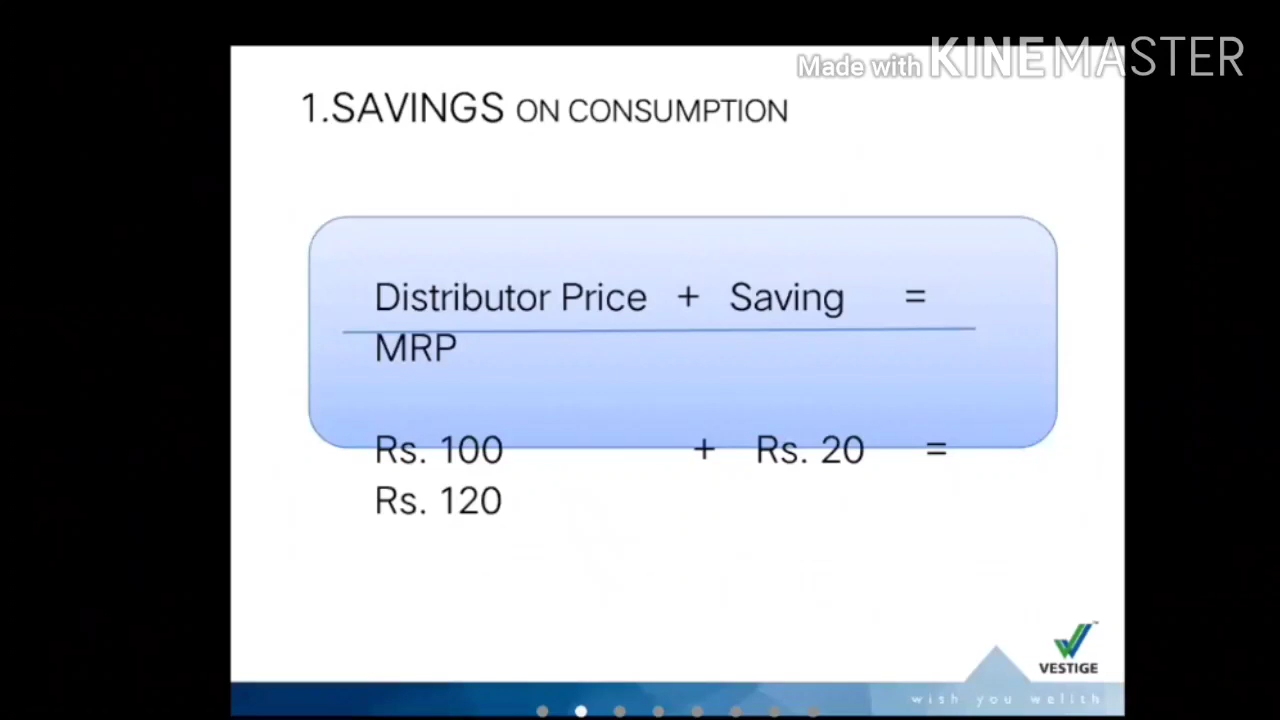 Made with KINEMASTER
1.SAVINGS ON CONSUMPTION
Distributor Price + Saving =
MRP
Rs. 100 + Rs. 20 =
Rs. 120
VESTIGE
wish you wellth